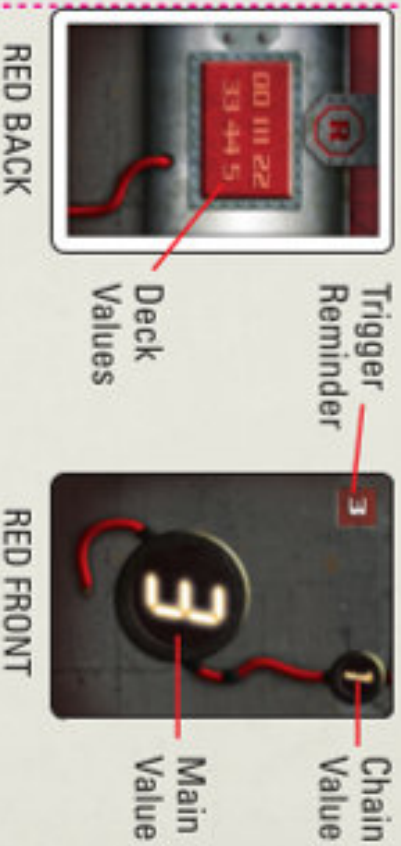 R
00 111 22
33 44 5
Trigger
Reminder
Deck
Values
3
1
3
Chain
Value
Main
Value
RED BACK
RED FRONT